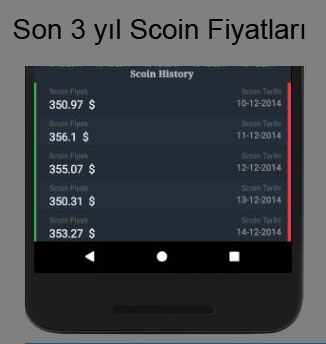 Son 3 yıl Scoin Fiyatları
Scoin History
Scoin Fiyatı Scoin Tarihi
350.97 $ 10-12-2014
Scoin Fiyatı Scoin Tarihi
356.1 $ 11-12-2014
Scoin Fiyatı Scoin Tarihi
355.07 $ 12-12-2014
Scoin Fiyatı Scoin Tarihi
350.31 $ 13-12-2014
Scoin Fiyatı Scoin Tarihi
353.27 $ 14-12-2014